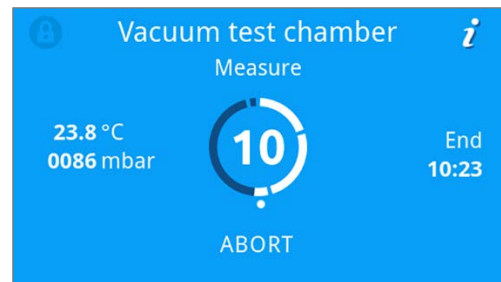 Vacuum test chamber
i
Measure
23.8 °C
0086 mbar
10
End
10:23
ABORT